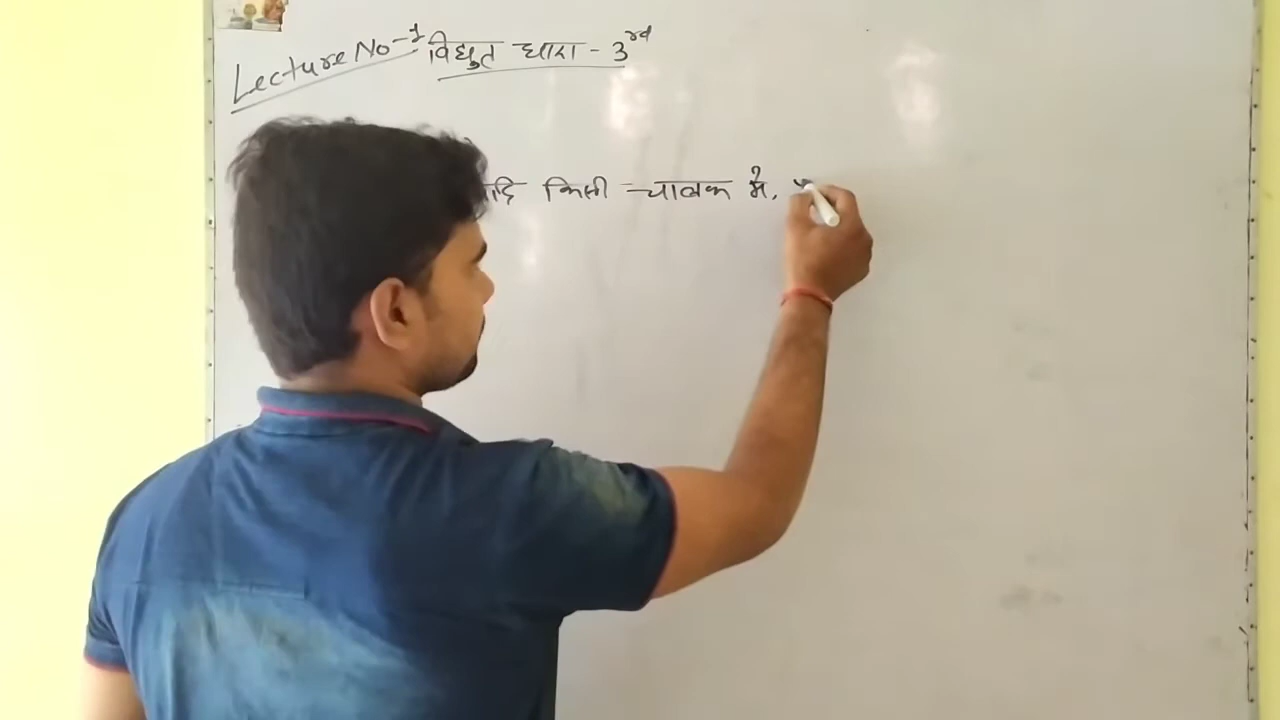 Lecture No-1 विद्युत धारा - 3rd
किसी चालक में,